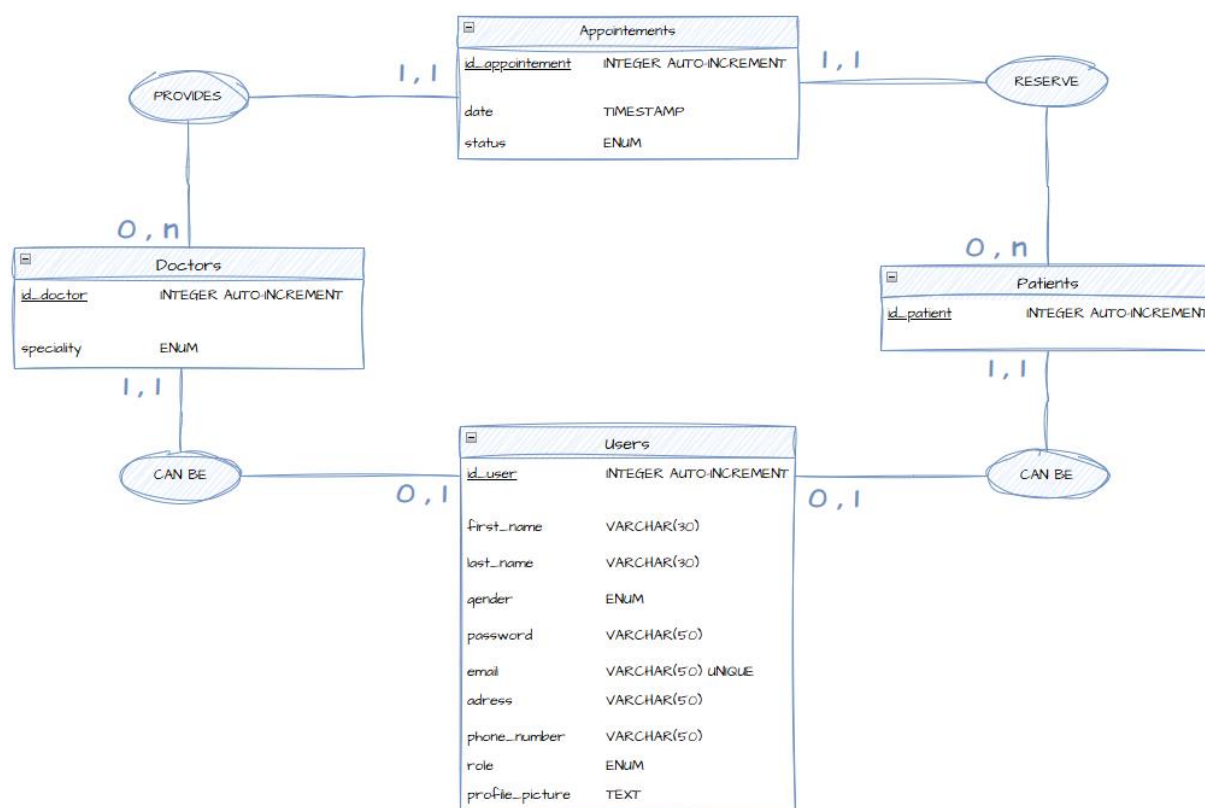 Appointements
id_appointement INTEGER AUTO-INCREMENT
date TIMESTAMP
status ENUM
1,1
1,1
PROVIDES
RESERVE
0,n
0,n
Doctors
id_doctor INTEGER AUTO-INCREMENT
speciality ENUM
Patients
id_patient INTEGER AUTO-INCREMENT
1,1
1,1
CAN BE
CAN BE
0,1
0,1
Users
id_user INTEGER AUTO-INCREMENT
first_name VARCHAR(30)
last_name VARCHAR(30)
gender ENUM
password VARCHAR(50)
email VARCHAR(50) UNIQUE
adress VARCHAR(50)
phone_number VARCHAR(50)
role ENUM
profile_picture TEXT